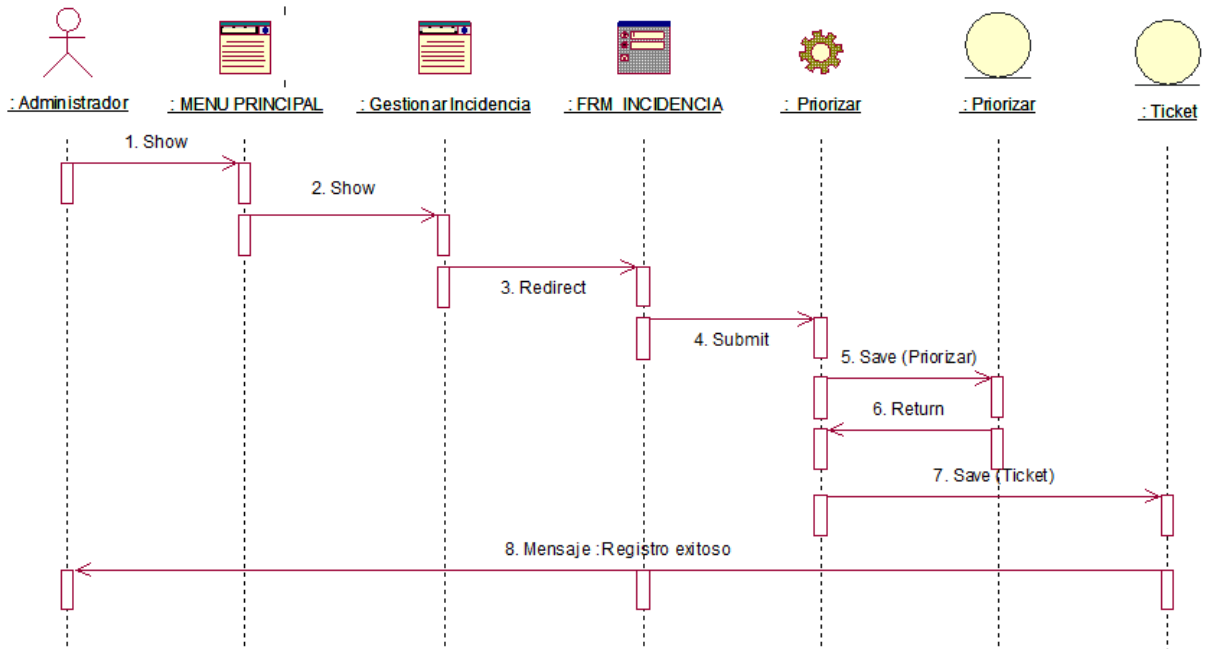 : Administrador
: MENU PRINCIPAL
: Gestionar Incidencia
: FRM_INCIDENCIA
: Priorizar
: Priorizar
: Ticket
1. Show
2. Show
3. Redirect
4. Submit
5. Save (Priorizar)
6. Return
7. Save (Ticket)
8. Mensaje :Registro exitoso